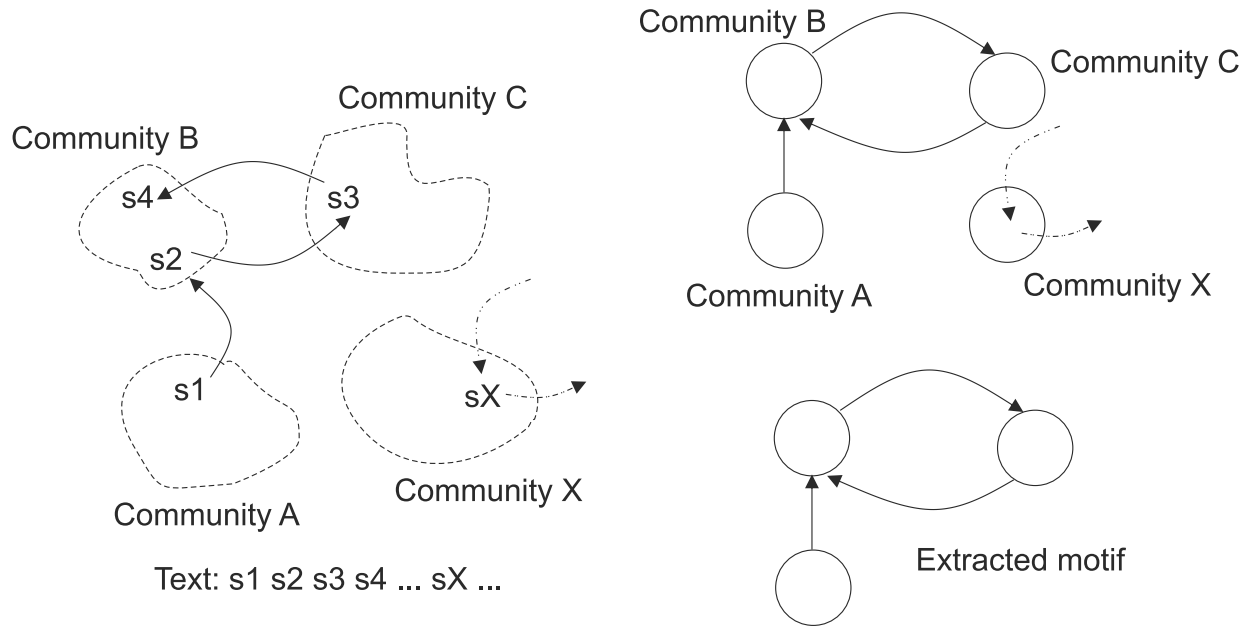 Community C
Community B
s4
s3
s2
s1
sX
Community X
Community A
Text: s1 s2 s3 s4 ... sX ...
Community B
Community C
Community A
Community X
Extracted motif